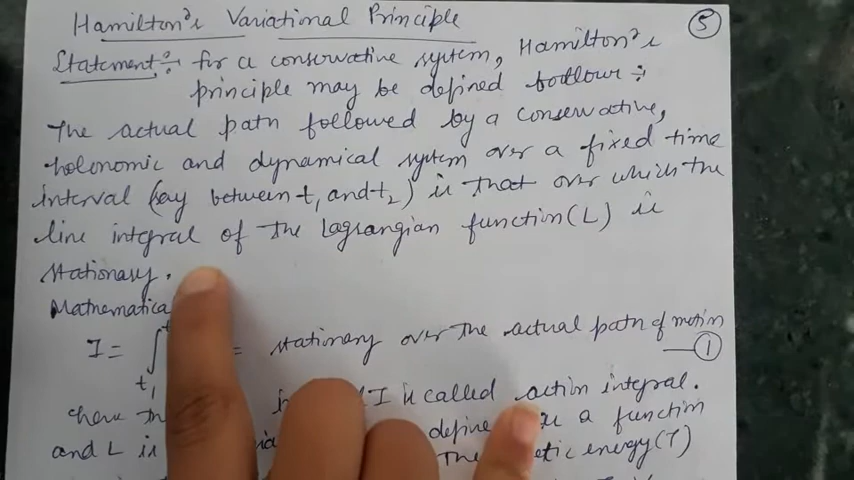 Hamilton's Variational Principle
5
Statement:- for a conservative system, Hamilton's
principle may be defined :-
The actual path followed by a conservative,
holonomic and dynamical system over a fixed time
interval (say between t1 and t2) is that over which the
line integral of the Lagrangian function (L) is
stationary.
Mathematica
I = ∫ t1 = stationary over the actual path of motion
1
I is called action integral.
and L is define a function
The etic energy (T)